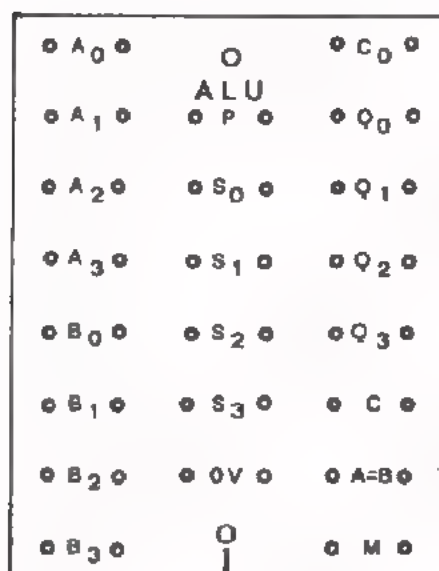 A0 C0
ALU
A1 P Q0
A2 S0 Q1
A3 S1 Q2
B0 S2 Q3
B1 S3 C
B2 0V A=B
B3 M